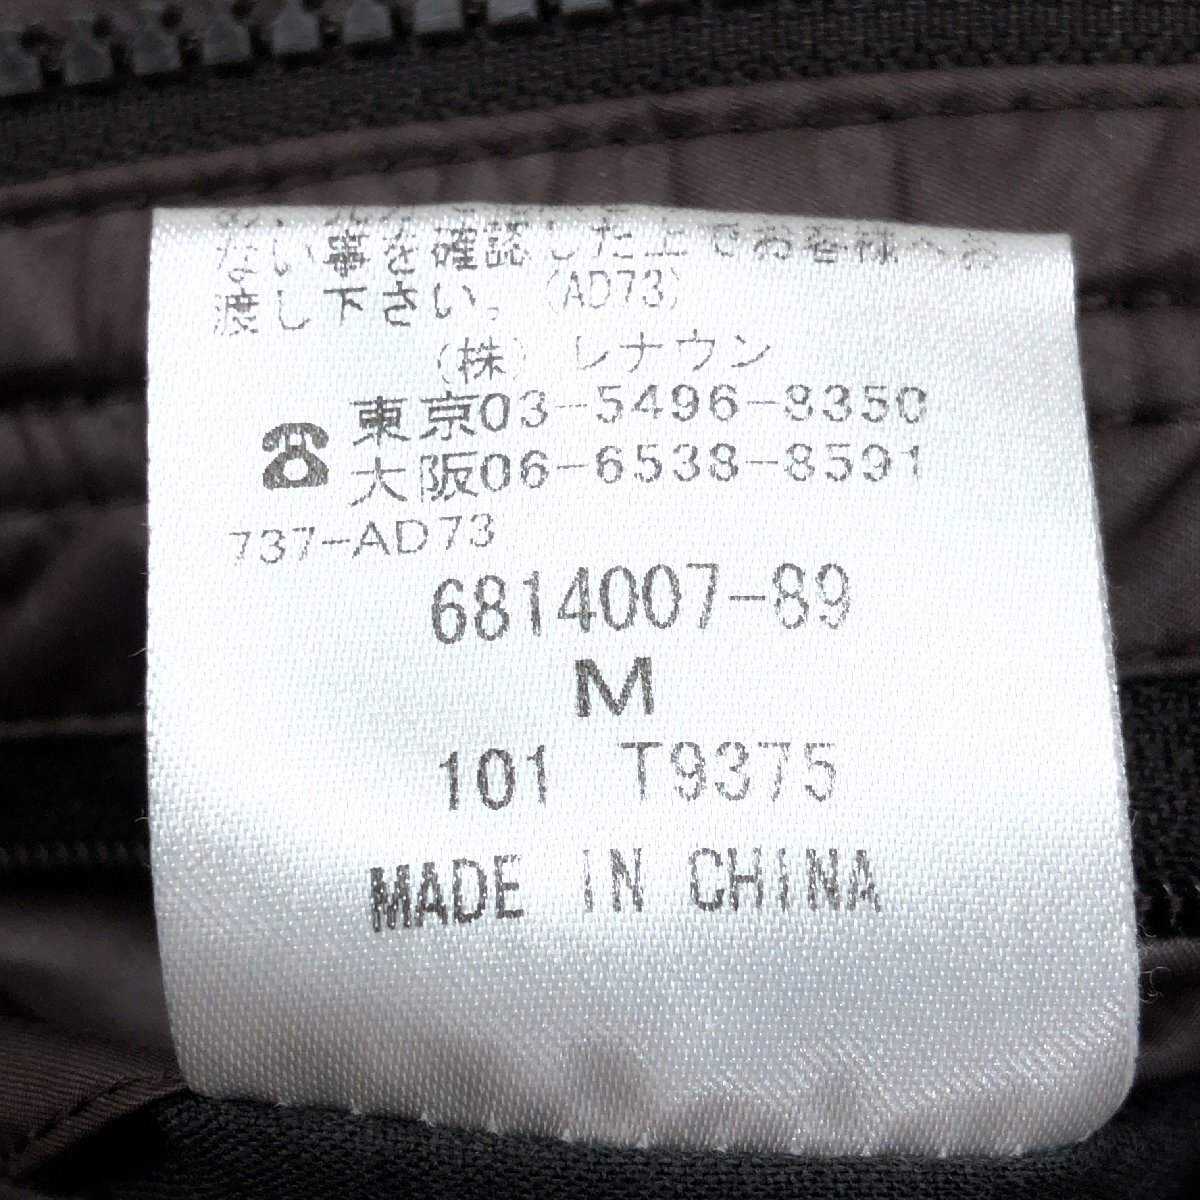 ない事を確認した上でお客様へお
渡し下さい。(AD73)
(株) レナウン
☎ 東京03-5496-8350
大阪06-6538-8591
737-AD73
6814007-89
M
101 T9375
MADE IN CHINA